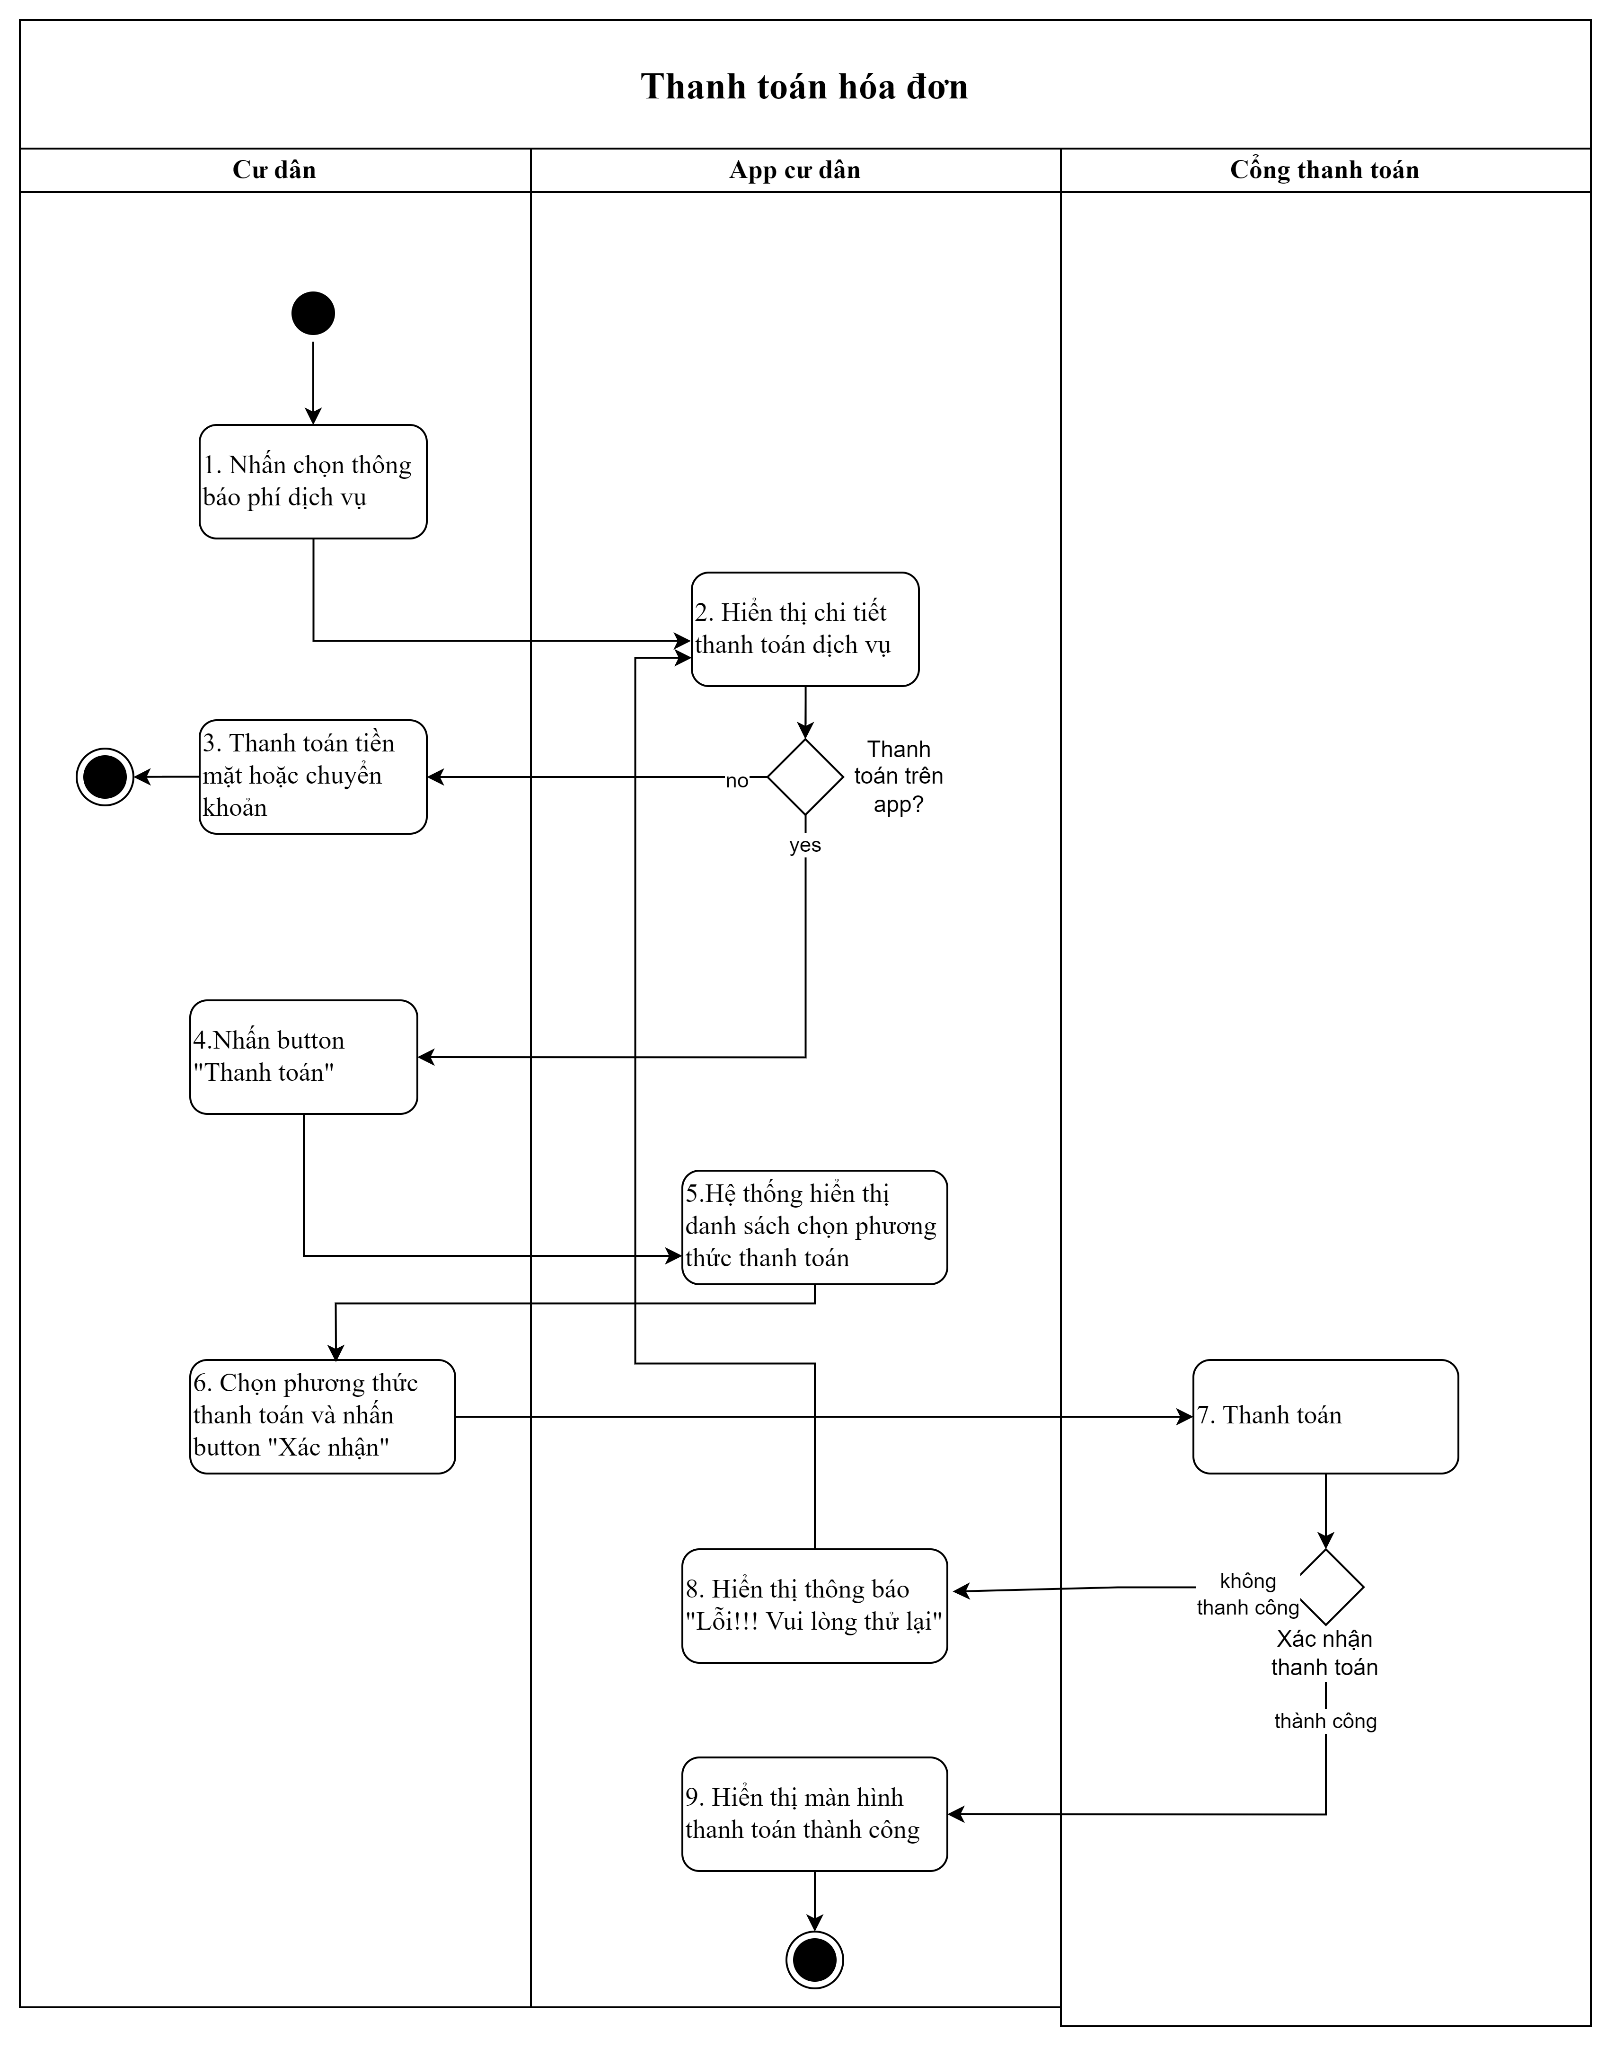 Thanh toán hóa đơn
Cư dân
App cư dân
Cổng thanh toán
1. Nhấn chọn thông
báo phí dịch vụ
2. Hiển thị chi tiết
thanh toán dịch vụ
3. Thanh toán tiền
mặt hoặc chuyển
khoản
no
Thanh
toán trên
app?
yes
4.Nhấn button
"Thanh toán"
5.Hệ thống hiển thị
danh sách chọn phương
thức thanh toán
6. Chọn phương thức
thanh toán và nhấn
button "Xác nhận"
7. Thanh toán
8. Hiển thị thông báo
"Lỗi!!! Vui lòng thử lại"
không
thanh công
Xác nhận
thanh toán
thành công
9. Hiển thị màn hình
thanh toán thành công